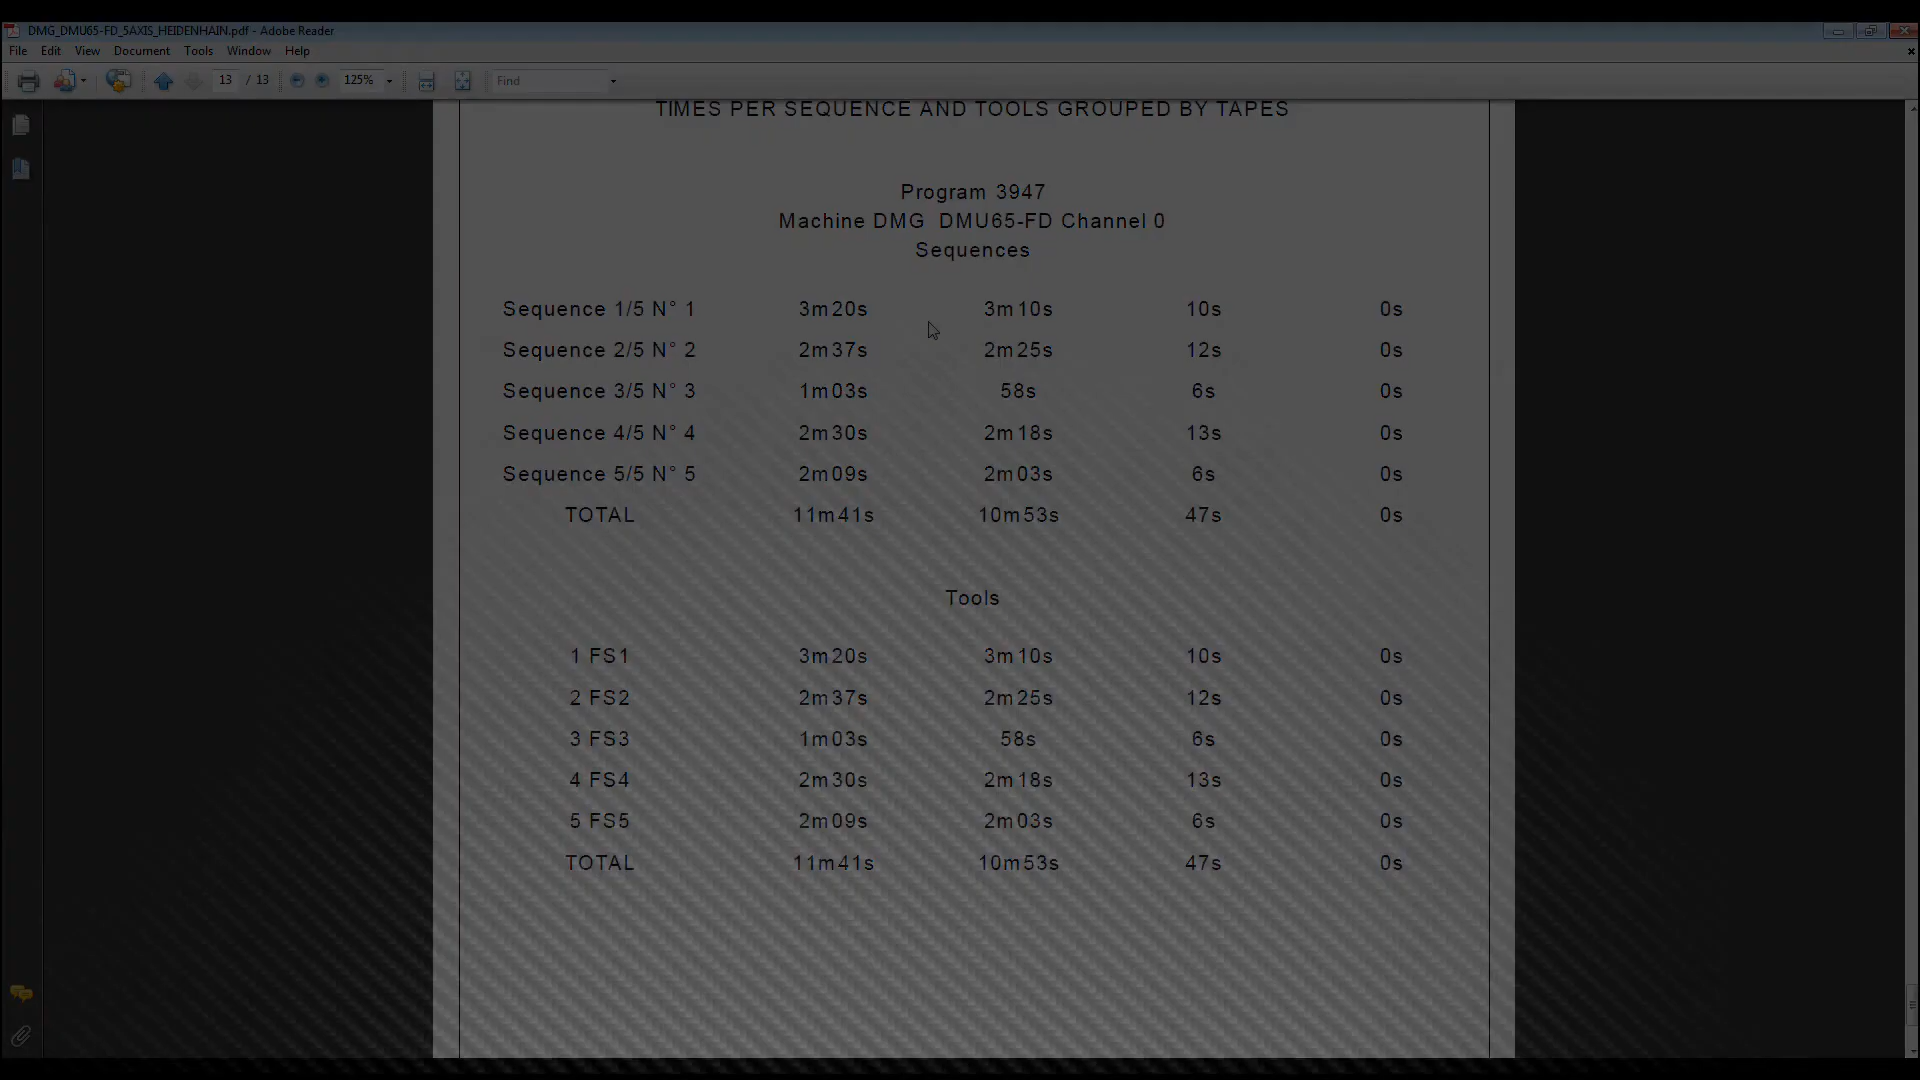 DMG_DMU65-FD_5AXIS_HEIDENHAIN.pdf - Adobe Reader
File Edit View Document Tools Window Help
13 / 13 125% Find
TIMES PER SEQUENCE AND TOOLS GROUPED BY TAPES
Program 3947
Machine DMG DMU65-FD Channel 0
Sequences
Sequence 1/5 N° 1 3m20s 3m10s 10s 0s
Sequence 2/5 N° 2 2m37s 2m25s 12s 0s
Sequence 3/5 N° 3 1m03s 58s 6s 0s
Sequence 4/5 N° 4 2m30s 2m18s 13s 0s
Sequence 5/5 N° 5 2m09s 2m03s 6s 0s
TOTAL 11m41s 10m53s 47s 0s
Tools
1 FS1 3m20s 3m10s 10s 0s
2 FS2 2m37s 2m25s 12s 0s
3 FS3 1m03s 58s 6s 0s
4 FS4 2m30s 2m18s 13s 0s
5 FS5 2m09s 2m03s 6s 0s
TOTAL 11m41s 10m53s 47s 0s